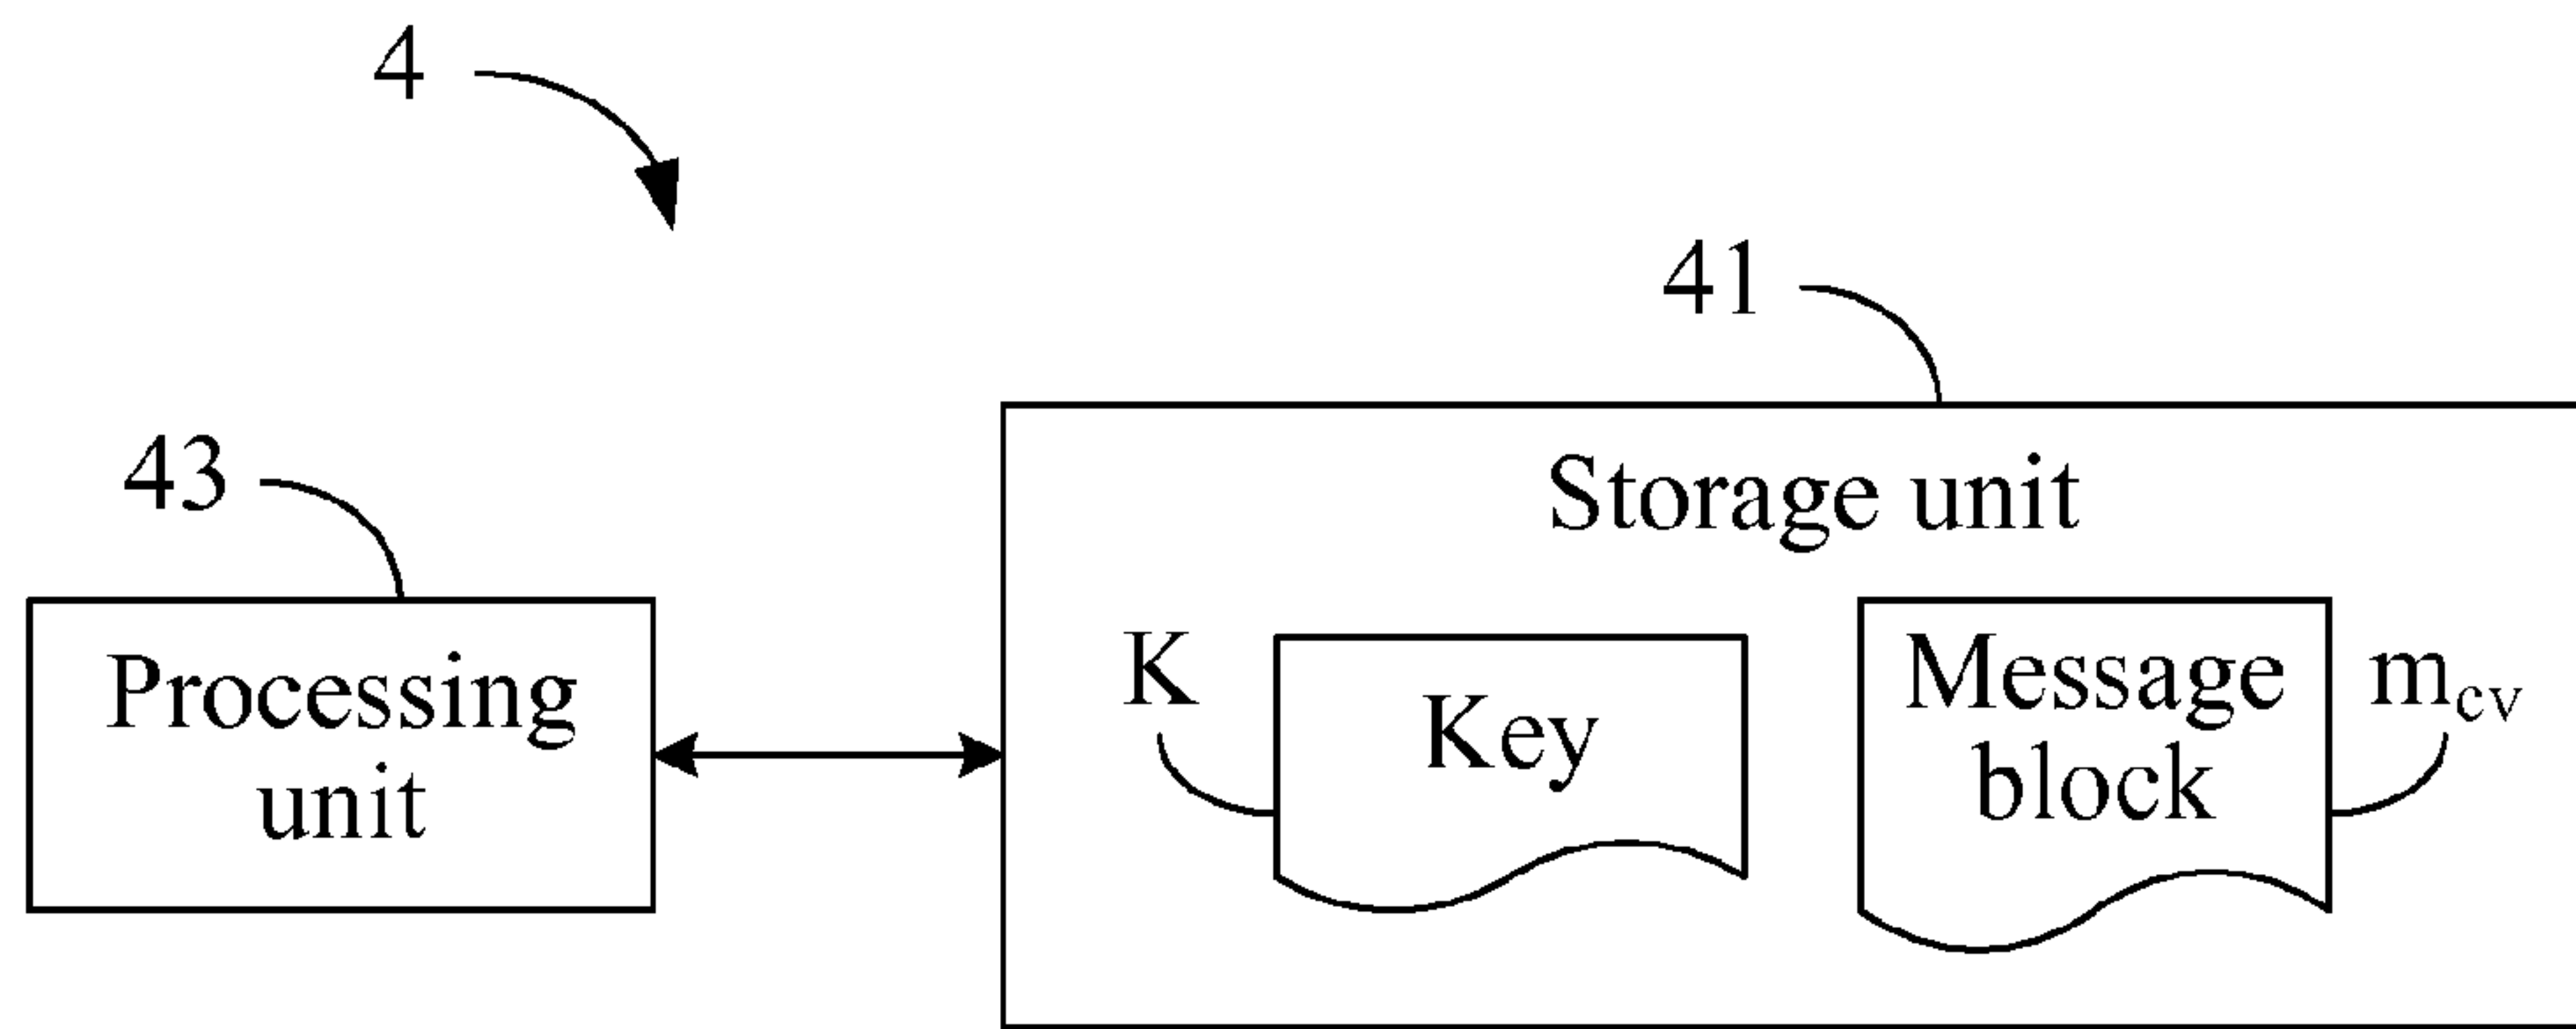 4
41
43
Storage unit
Processing
unit
K
Key
Message
block
m_cv